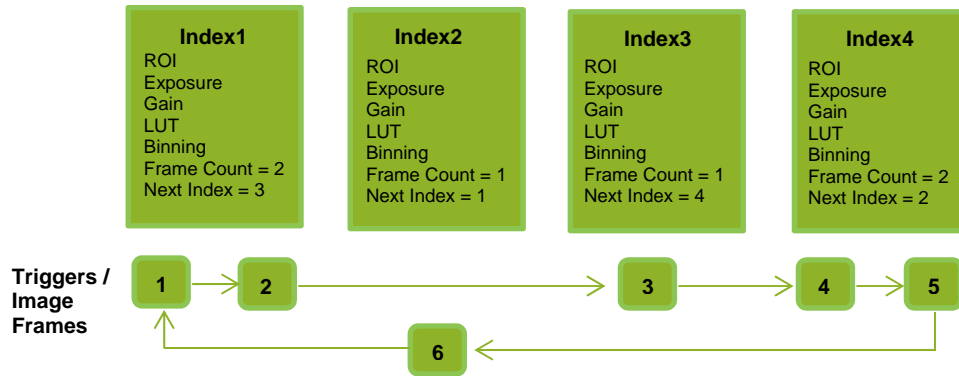 Index1
ROI
Exposure
Gain
LUT
Binning
Frame Count = 2
Next Index = 3
Index2
ROI
Exposure
Gain
LUT
Binning
Frame Count = 1
Next Index = 1
Index3
ROI
Exposure
Gain
LUT
Binning
Frame Count = 1
Next Index = 4
Index4
ROI
Exposure
Gain
LUT
Binning
Frame Count = 2
Next Index = 2
Triggers /
Image
Frames
1
2
3
4
5
6